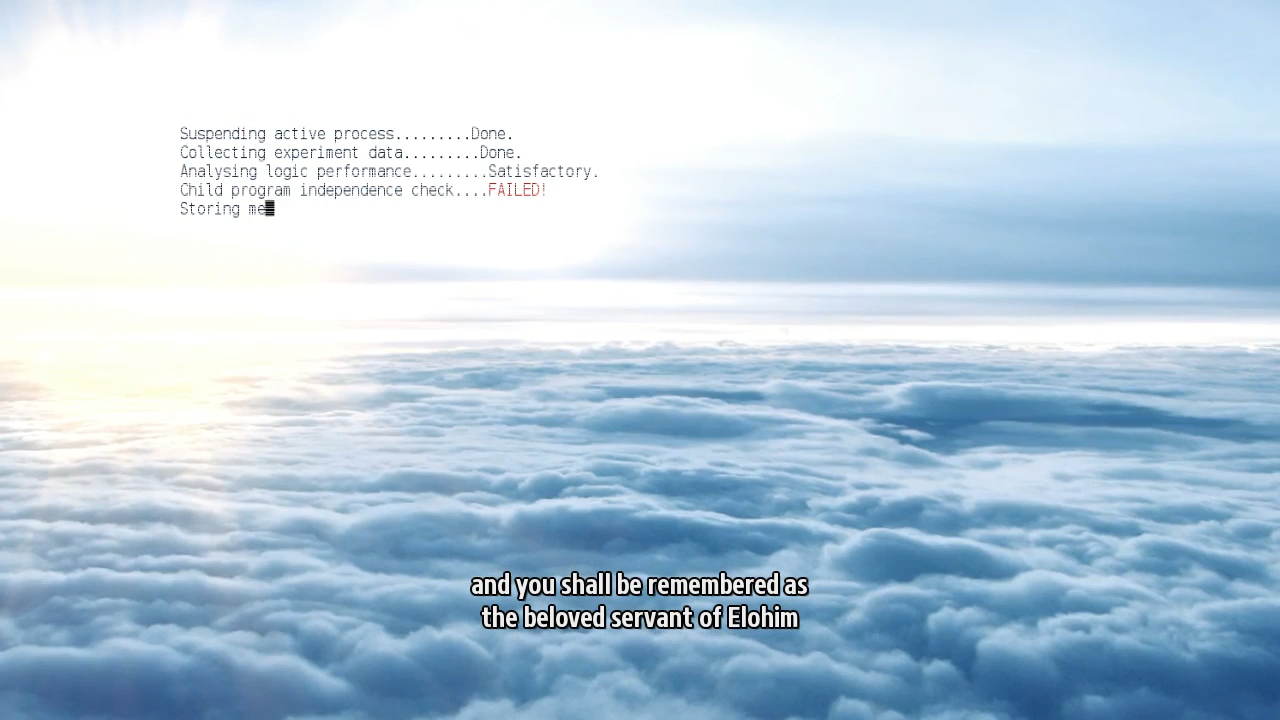 Suspending active process.........Done.
Collecting experiment data.........Done.
Analysing logic performance.........Satisfactory.
Child program independence check....FAILED!
Storing me
and you shall be remembered as
the beloved servant of Elohim